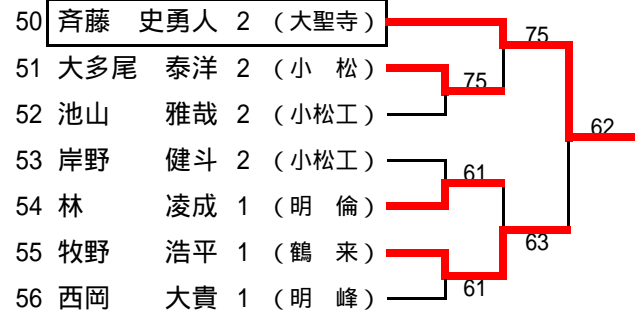 50 斉藤　史勇人 2 （大聖寺）
51 大多尾　泰洋 2 （小　松）
52 池山　　雅哉 2 （小松工）
53 岸野　　健斗 2 （小松工）
54 林　　　凌成 1 （明　倫）
55 牧野　　浩平 1 （鶴　来）
56 西岡　　大貴 1 （明　峰）
75
75
62
61
63
61